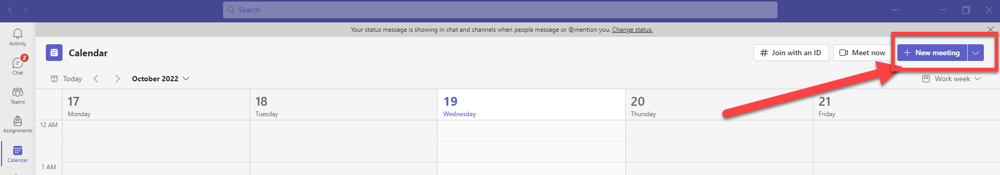 Search
Your status message is showing in chat and channels when people message or @mention you. Change status.
Activity
2
Chat
Teams
Assignments
Calendar
Calendar
# Join with an ID
Meet now
+ New meeting
Today
October 2022
Work week
17
Monday
18
Tuesday
19
Wednesday
20
Thursday
21
Friday
12 AM
1 AM